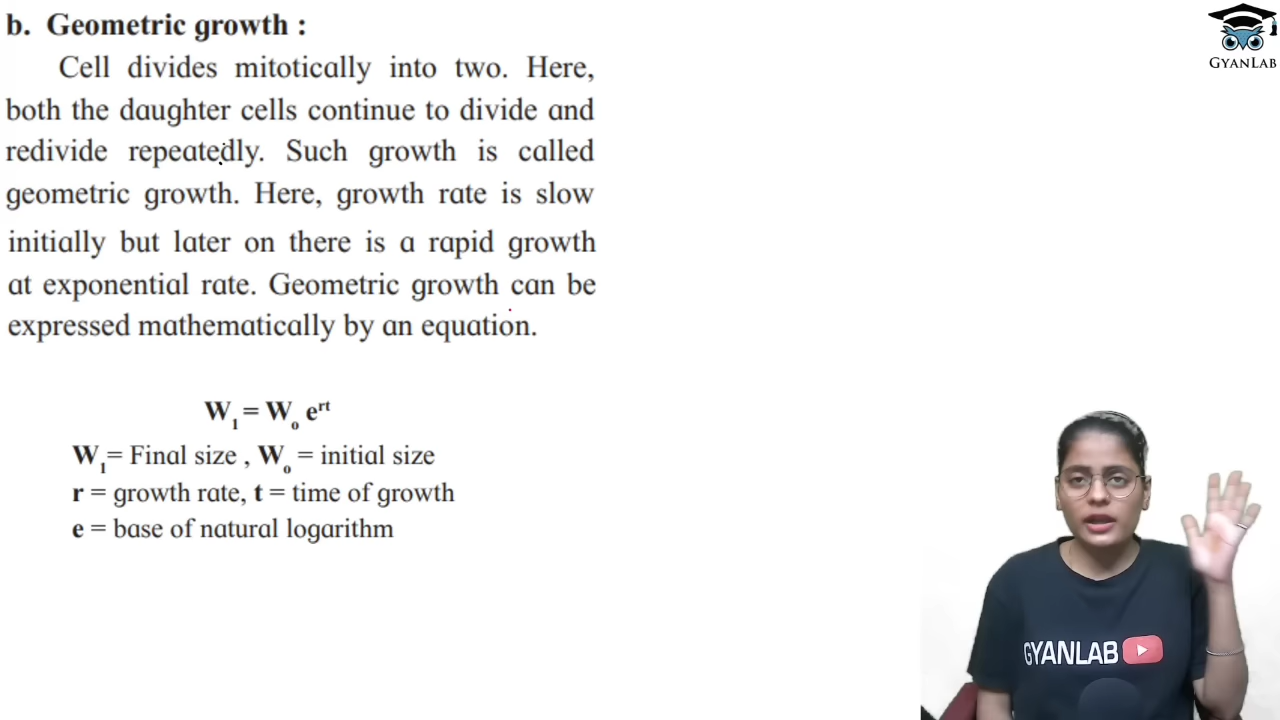 b. Geometric growth :
Cell divides mitotically into two. Here,
both the daughter cells continue to divide and
redivide repeatedly. Such growth is called
geometric growth. Here, growth rate is slow
initially but later on there is a rapid growth
at exponential rate. Geometric growth can be
expressed mathematically by an equation.
W₁ = W₀ eʳᵗ
W₁= Final size , W₀ = initial size
r = growth rate, t = time of growth
e = base of natural logarithm
GYANLAB
GYANLAB